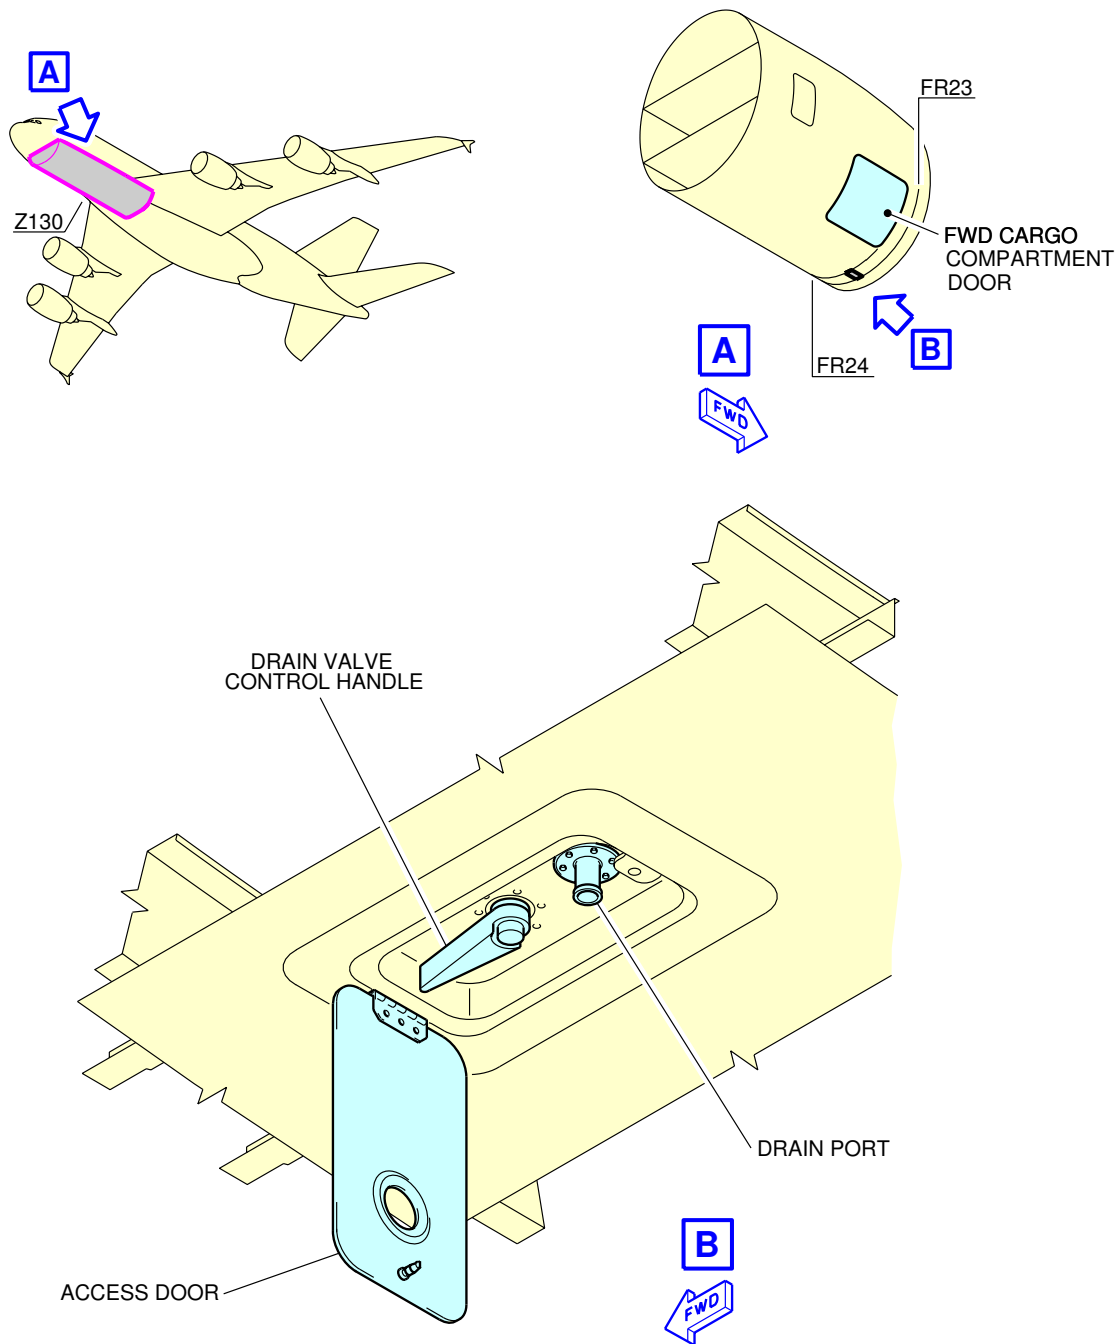 A
Z130
FR23
FWD CARGO
COMPARTMENT
DOOR
FR24
B
A
FWD
DRAIN VALVE
CONTROL HANDLE
DRAIN PORT
ACCESS DOOR
B
FWD